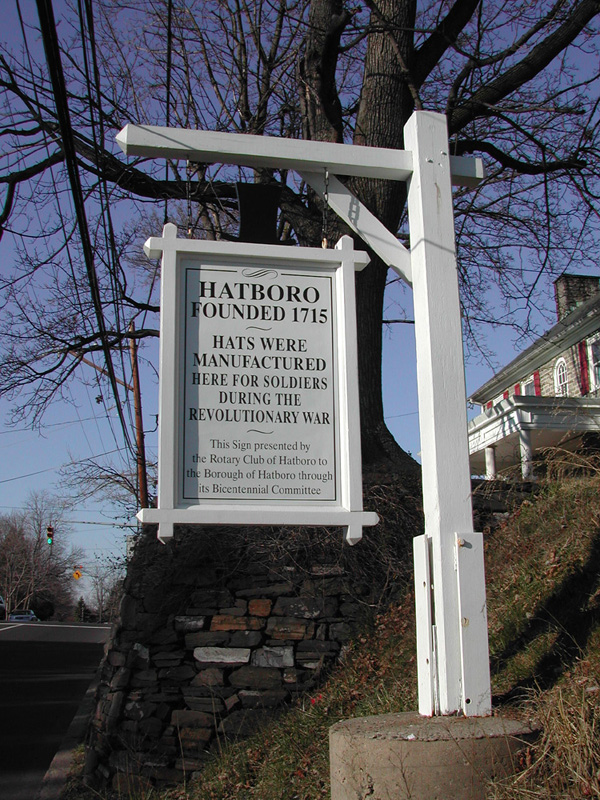 HATBORO
FOUNDED 1715
HATS WERE
MANUFACTURED
HERE FOR SOLDIERS
DURING THE
REVOLUTIONARY WAR
This Sign presented by
the Rotary Club of Hatboro to
the Borough of Hatboro through
its Bicentennial Committee